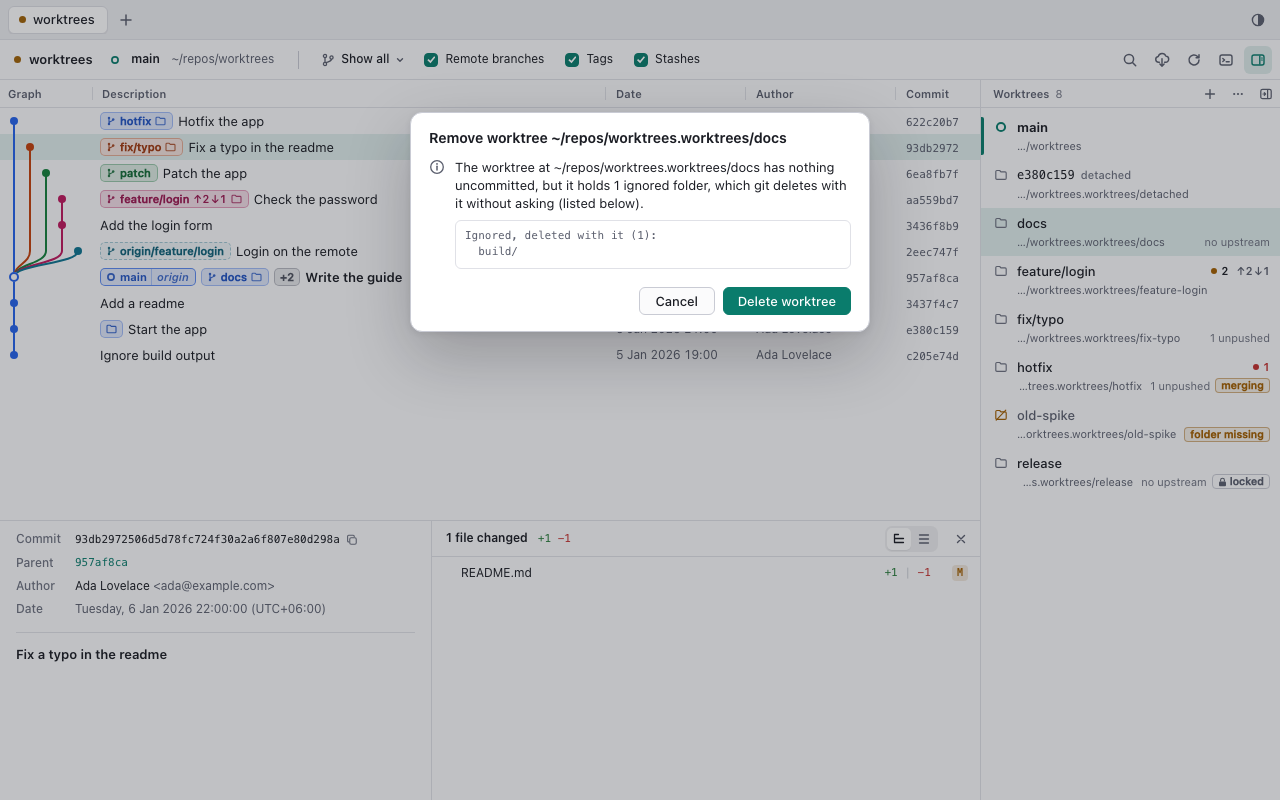 worktrees
worktrees main ~/repos/worktrees Show all Remote branches Tags Stashes
Graph Description Date Author Commit
hotfix Hotfix the app 622c20b7
fix/typo Fix a typo in the readme 93db2972
patch Patch the app 6ea8fb7f
feature/login ↑2↓1 Check the password aa559bd7
Add the login form 3436f8b9
origin/feature/login Login on the remote 2eec747f
main origin docs +2 Write the guide 957af8ca
Add a readme 3437f4c7
Start the app e380c159
Ignore build output 5 Jan 2026 19:00 Ada Lovelace c205e74d
Remove worktree ~/repos/worktrees.worktrees/docs
The worktree at ~/repos/worktrees.worktrees/docs has nothing
uncommitted, but it holds 1 ignored folder, which git deletes with
it without asking (listed below).
Ignored, deleted with it (1):
build/
Cancel Delete worktree
Worktrees 8
main
.../worktrees
e380c159 detached
.../worktrees.worktrees/detached
docs
.../worktrees.worktrees/docs no upstream
feature/login 2 ↑2↓1
.../worktrees.worktrees/feature-login
fix/typo
.../worktrees.worktrees/fix-typo 1 unpushed
hotfix 1
...trees.worktrees/hotfix 1 unpushed merging
old-spike
...orktrees.worktrees/old-spike folder missing
release
...s.worktrees/release no upstream locked
Commit 93db2972506d5d78fc724f30a2a6f807e80d298a
Parent 957af8ca
Author Ada Lovelace <ada@example.com>
Date Tuesday, 6 Jan 2026 22:00:00 (UTC+06:00)
Fix a typo in the readme
1 file changed +1 −1
README.md +1 | −1 M